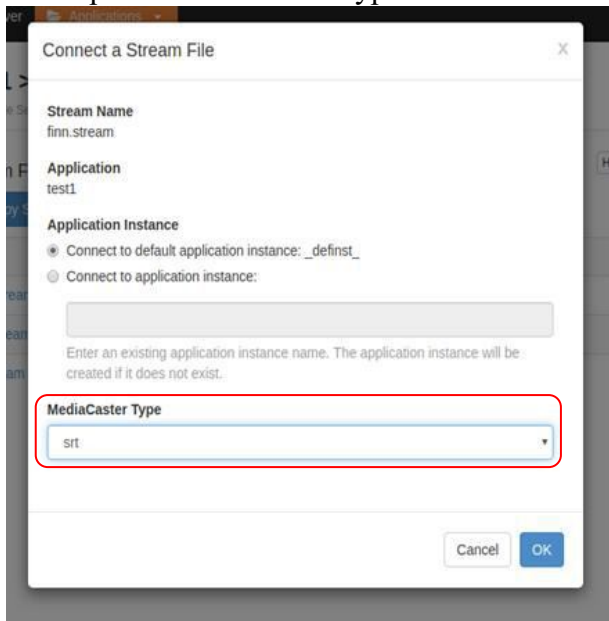 Applications
Connect a Stream File
X
Stream Name
finn.stream
Application
test1
Application Instance
Connect to default application instance: _definst_
Connect to application instance:
Enter an existing application instance name. The application instance will be
created if it does not exist.
MediaCaster Type
srt
Cancel
OK